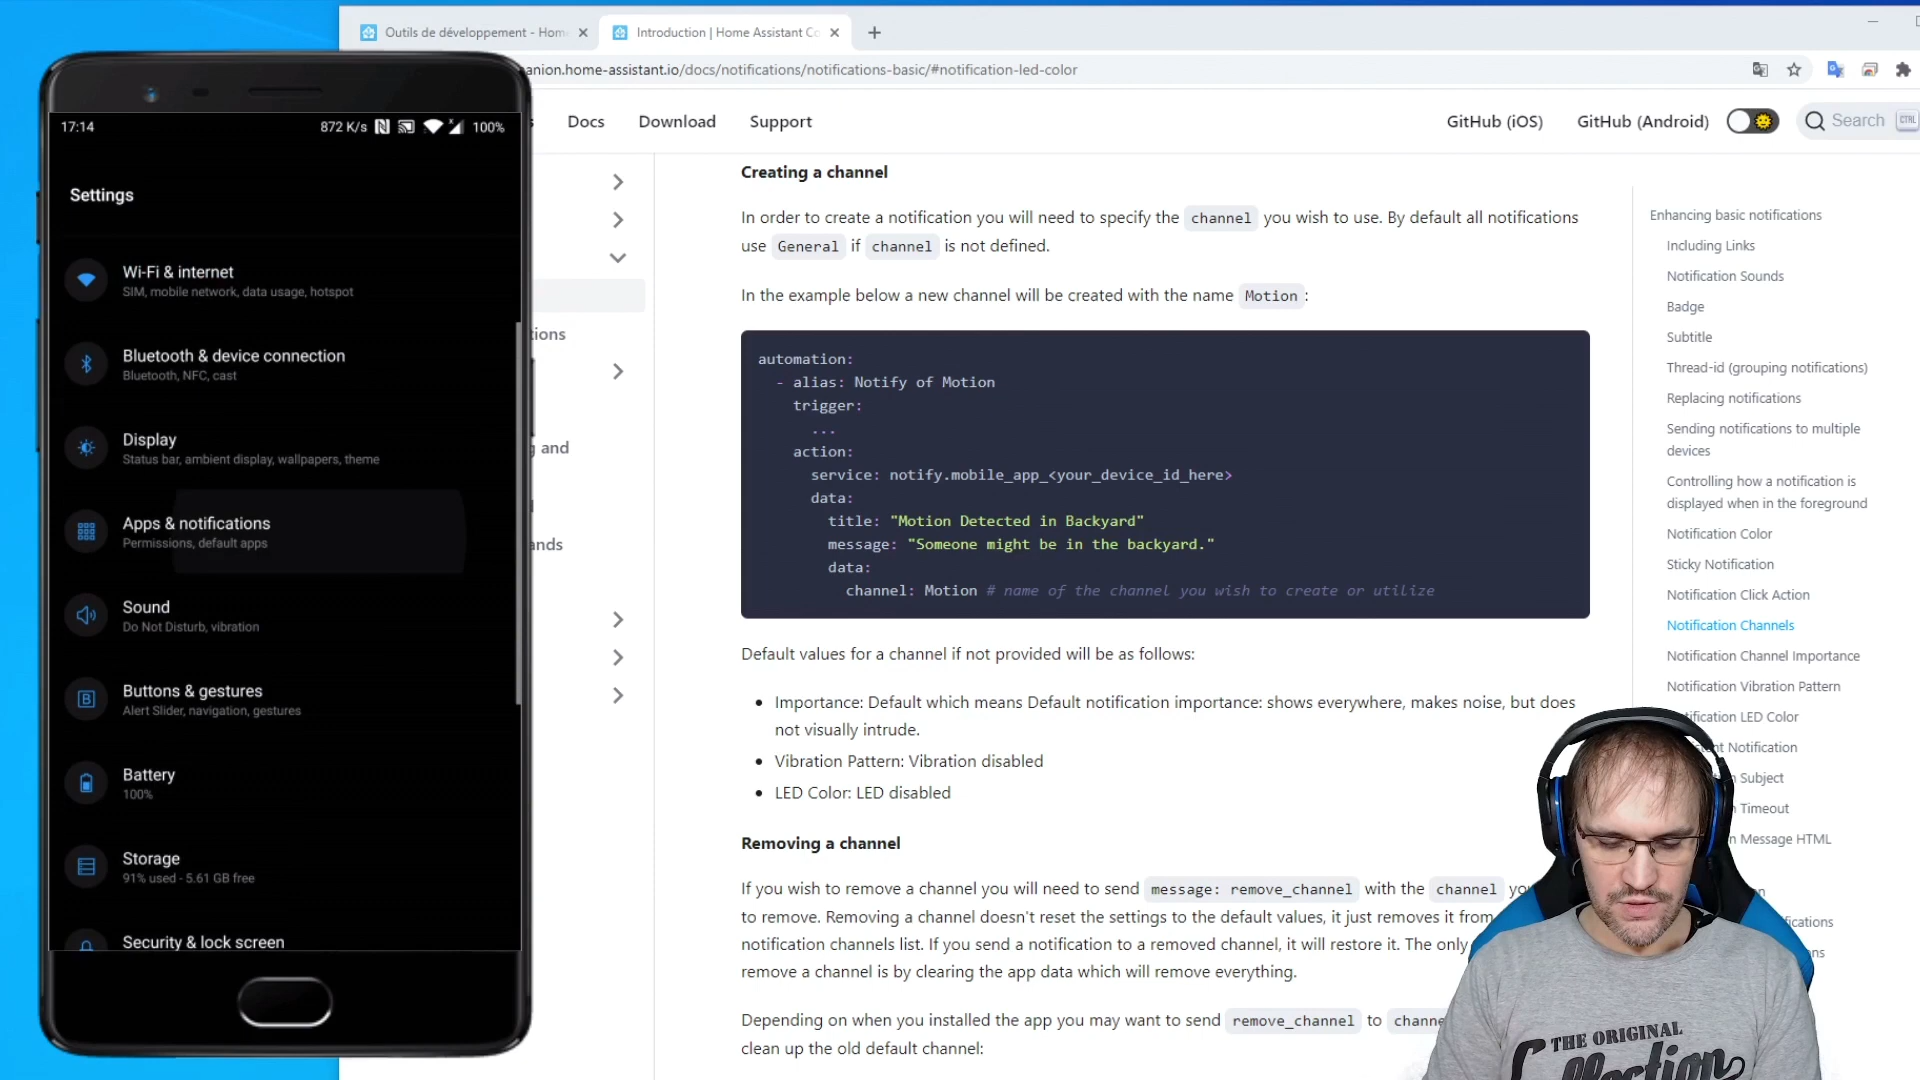 Outils de développement - Hom
Introduction | Home Assistant Co
anion.home-assistant.io/docs/notifications/notifications-basic/#notification-led-color
17:14
872 K/s
100%
Docs
Download
Support
GitHub (iOS)
GitHub (Android)
Search
CTRL
Settings
Wi-Fi & internet
SIM, mobile network, data usage, hotspot
Bluetooth & device connection
Bluetooth, NFC, cast
Display
Status bar, ambient display, wallpapers, theme
Apps & notifications
Permissions, default apps
Sound
Do Not Disturb, vibration
Buttons & gestures
Alert Slider, navigation, gestures
Battery
100%
Storage
91% used - 5.61 GB free
Security & lock screen
tions
and
ands
Creating a channel
In order to create a notification you will need to specify the channel you wish to use. By default all notifications
use General if channel is not defined.
In the example below a new channel will be created with the name Motion :
automation:
- alias: Notify of Motion
trigger:
...
action:
service: notify.mobile_app_<your_device_id_here>
data:
title: "Motion Detected in Backyard"
message: "Someone might be in the backyard."
data:
channel: Motion # name of the channel you wish to create or utilize
Default values for a channel if not provided will be as follows:
Importance: Default which means Default notification importance: shows everywhere, makes noise, but does
not visually intrude.
Vibration Pattern: Vibration disabled
LED Color: LED disabled
Removing a channel
If you wish to remove a channel you will need to send message: remove_channel with the channel yo
to remove. Removing a channel doesn't reset the settings to the default values, it just removes it from
notification channels list. If you send a notification to a removed channel, it will restore it. The only
remove a channel is by clearing the app data which will remove everything.
Depending on when you installed the app you may want to send remove_channel to channe
clean up the old default channel:
Enhancing basic notifications
Including Links
Notification Sounds
Badge
Subtitle
Thread-id (grouping notifications)
Replacing notifications
Sending notifications to multiple
devices
Controlling how a notification is
displayed when in the foreground
Notification Color
Sticky Notification
Notification Click Action
Notification Channels
Notification Channel Importance
Notification Vibration Pattern
tification LED Color
tent Notification
n Subject
Timeout
n Message HTML
n
fications
ns
THE ORIGINAL
Collection